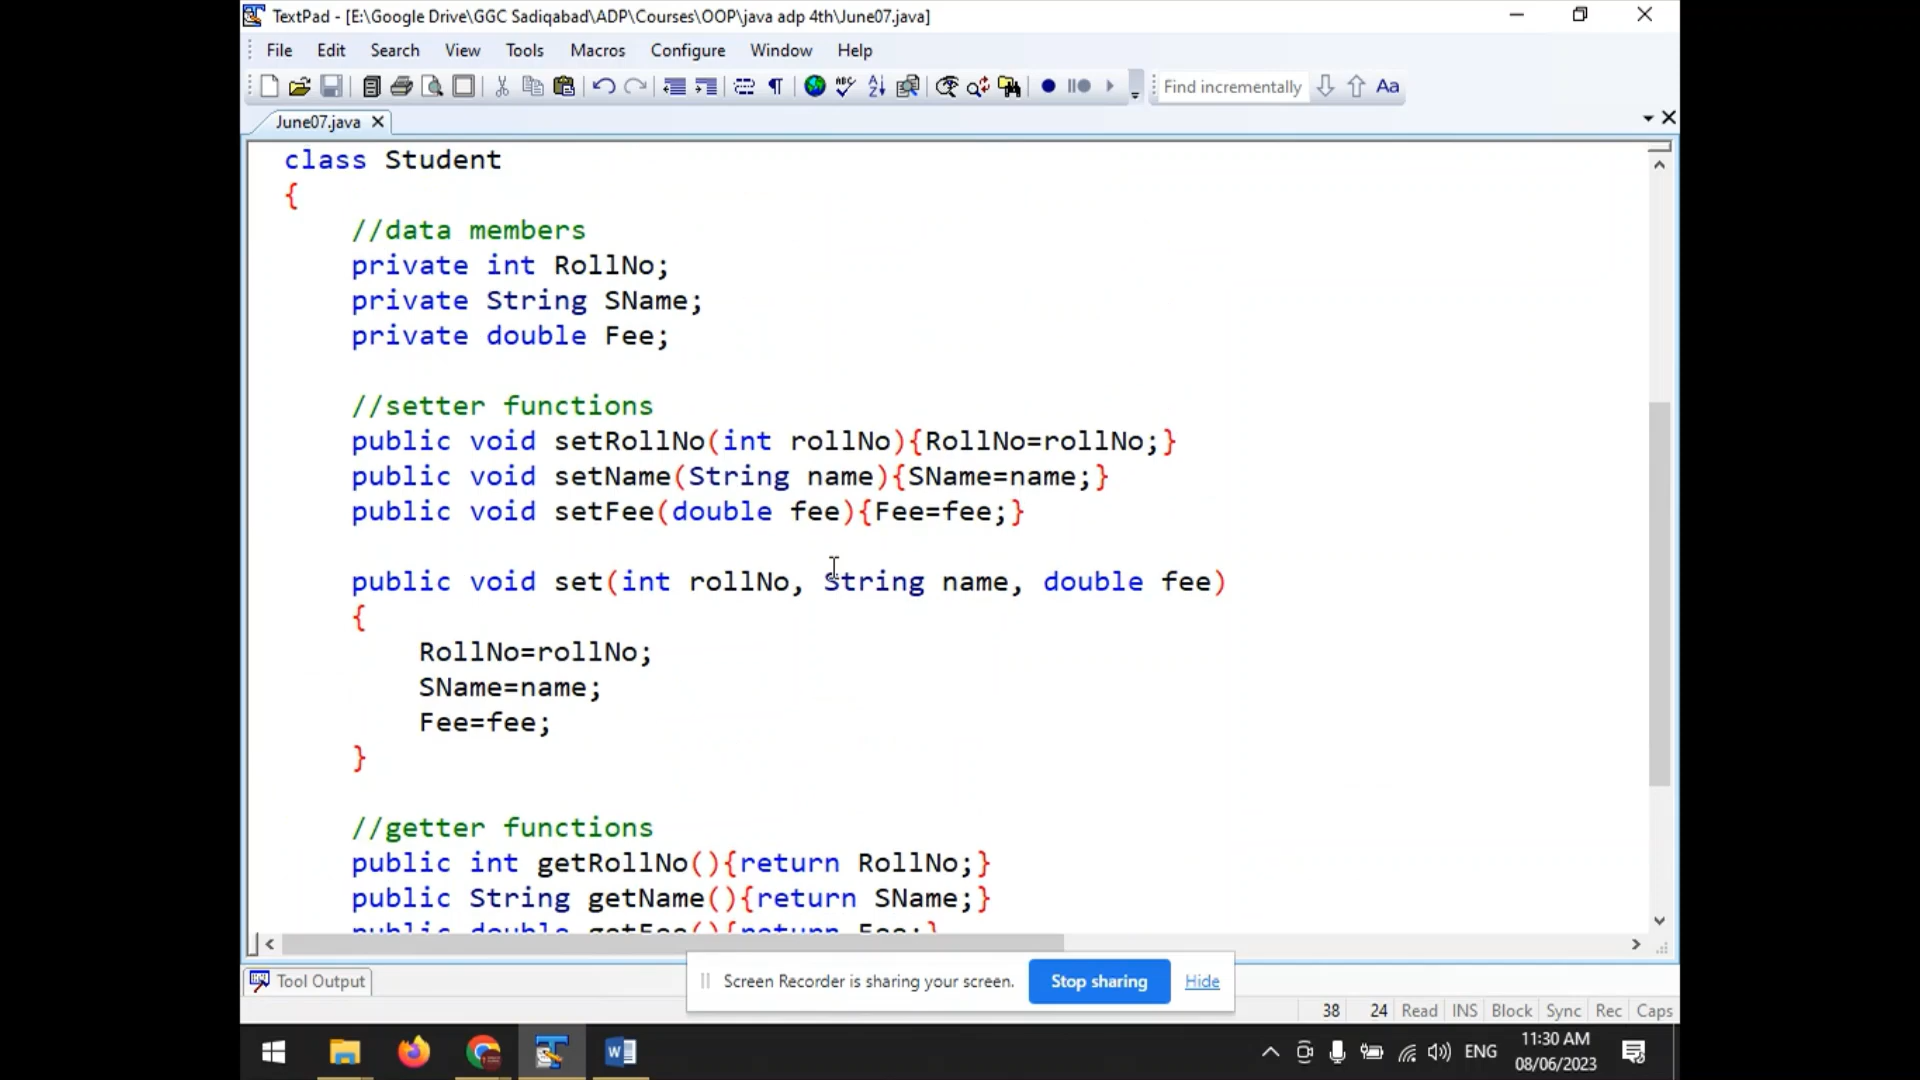 TextPad - [E:\Google Drive\GGC Sadiqabad\ADP\Courses\OOP\java adp 4th\June07.java]
File Edit Search View Tools Macros Configure Window Help
Find incrementally Aa
June07.java
class Student
{
//data members
private int RollNo;
private String SName;
private double Fee;
//setter functions
public void setRollNo(int rollNo){RollNo=rollNo;}
public void setName(String name){SName=name;}
public void setFee(double fee){Fee=fee;}
public void set(int rollNo, String name, double fee)
{
RollNo=rollNo;
SName=name;
Fee=fee;
}
//getter functions
public int getRollNo(){return RollNo;}
public String getName(){return SName;}
public double getFee(){return Fee;}
Tool Output
Screen Recorder is sharing your screen. Stop sharing Hide
38 24 Read INS Block Sync Rec Caps
ENG 11:30 AM
08/06/2023